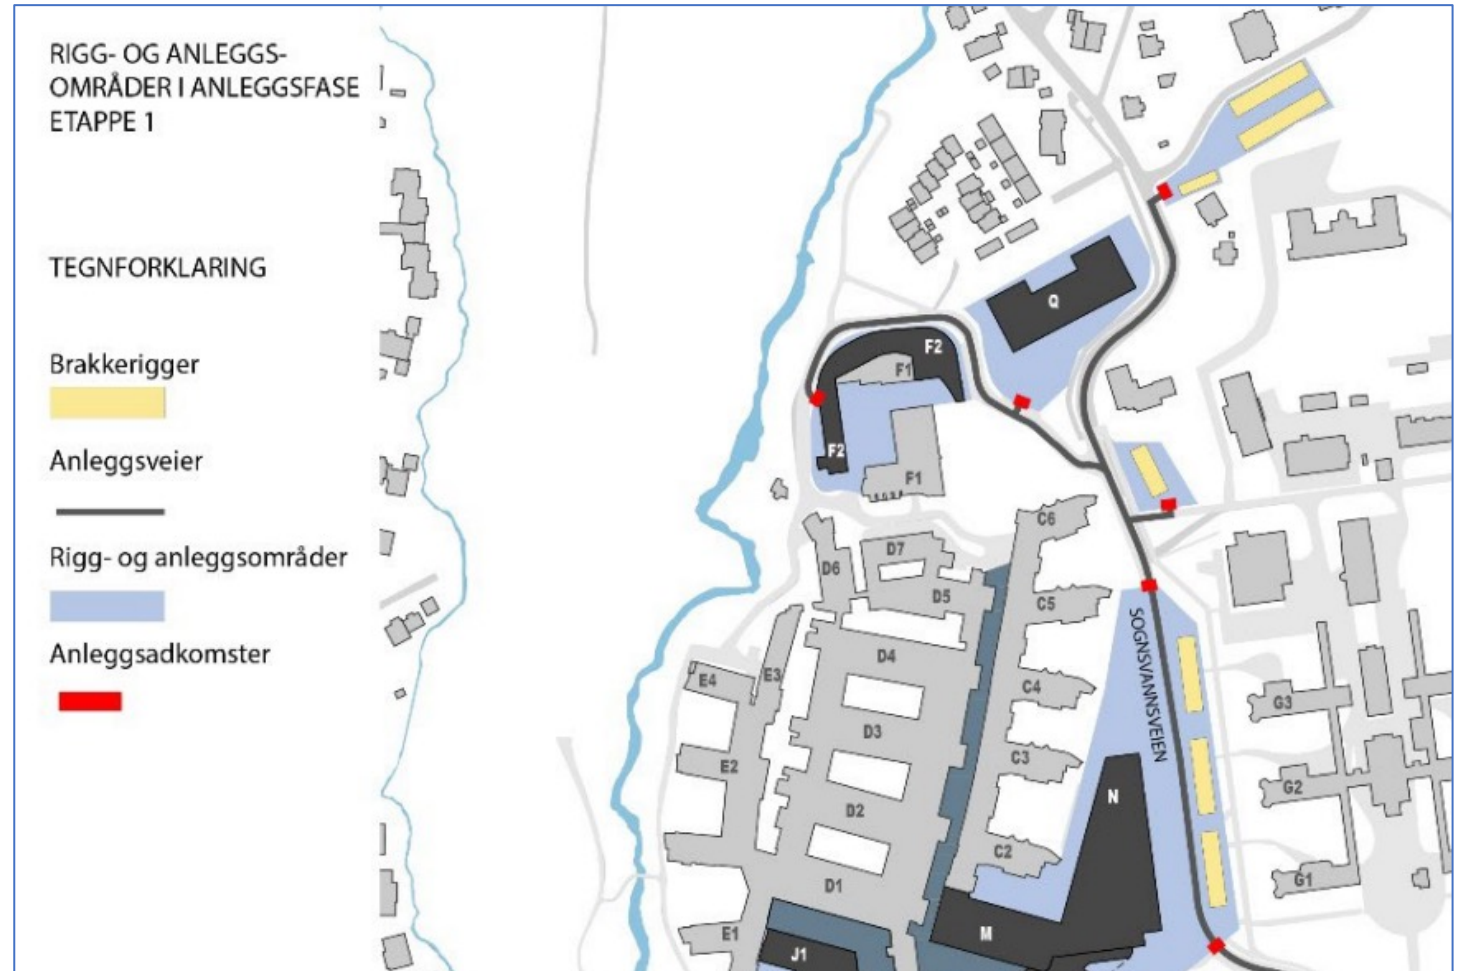 RIGG- OG ANLEGGS-
OMRÅDER I ANLEGGSFASE
ETAPPE 1
TEGNFORKLARING
Brakkerigger
Anleggsveier
Rigg- og anleggsområder
Anleggsadkomster
Q
F2
F1
F2
F1
C6
D7
D6
D5
C5
SOGNSVANNSVEIEN
D4
E3
E4
C4
G3
D3
C3
E2
G2
N
D2
C2
G1
D1
E1
M
J1